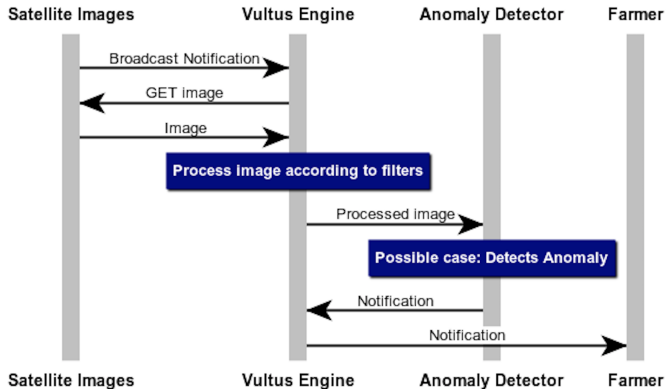 Satellite Images Vultus Engine Anomaly Detector Farmer
Broadcast Notification
GET image
Image
Process image according to filters
Processed image
Possible case: Detects Anomaly
Notification
Notification
Satellite Images Vultus Engine Anomaly Detector Farmer